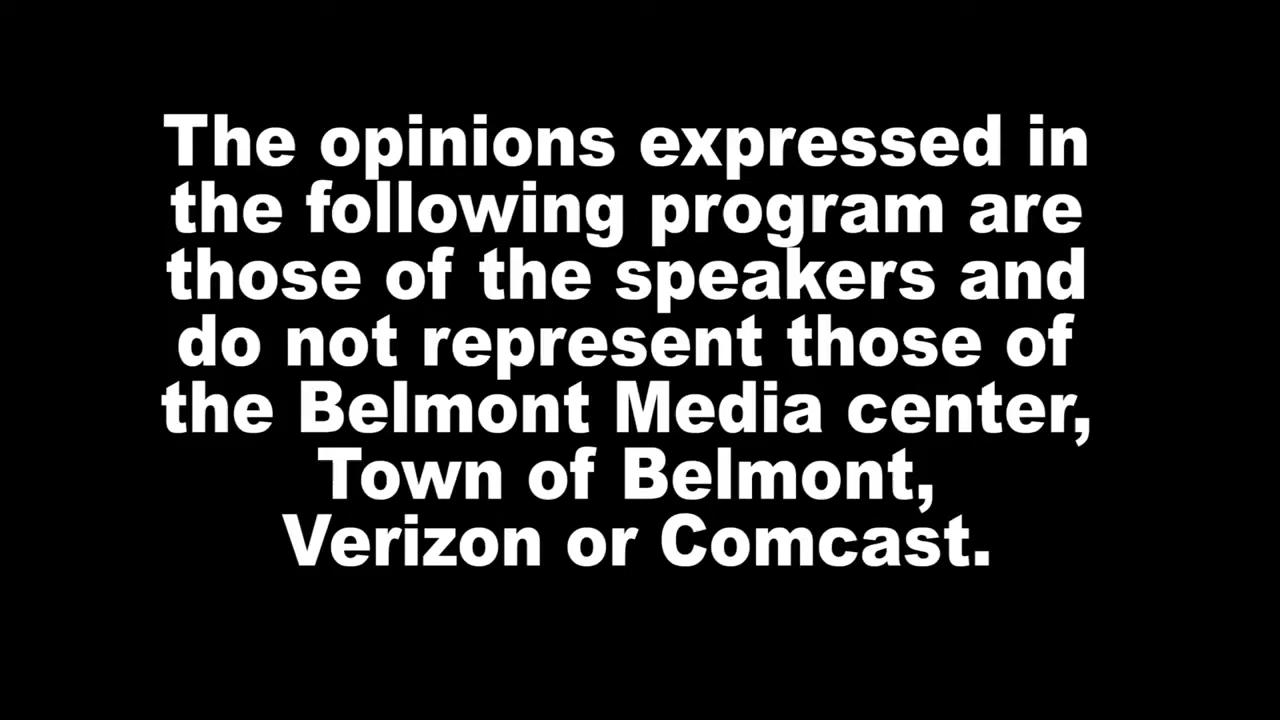 The opinions expressed in
the following program are
those of the speakers and
do not represent those of
the Belmont Media center,
Town of Belmont,
Verizon or Comcast.